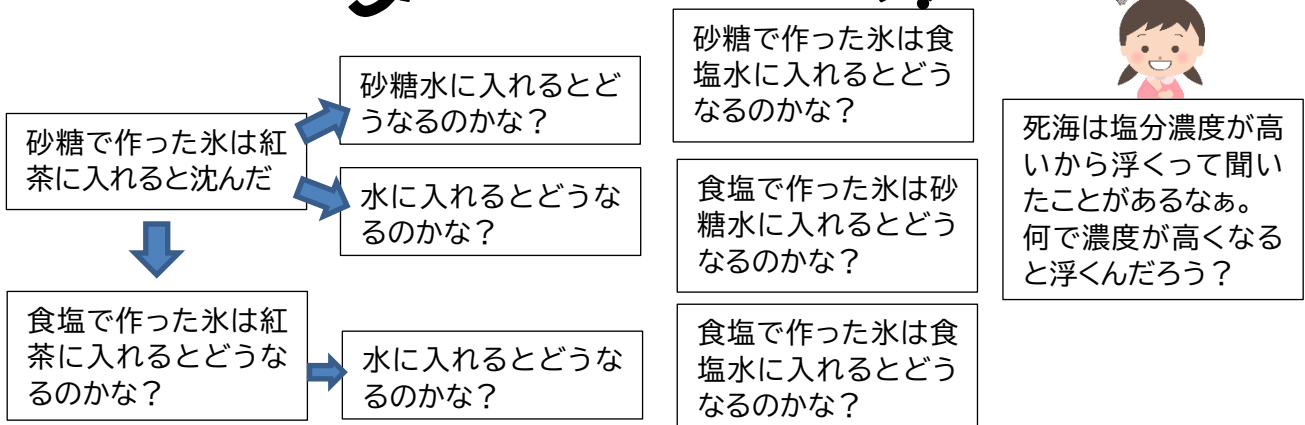 砂糖で作った氷は紅
茶に入れると沈んだ
砂糖水に入れるとど
うなるのかな？
水に入れるとどうな
るのかな？
食塩で作った氷は紅
茶に入れるとどうな
るのかな？
水に入れるとどうな
るのかな？
砂糖で作った氷は食
塩水に入れるとどう
なるのかな？
食塩で作った氷は砂
糖水に入れるとどう
なるのかな？
食塩で作った氷は食
塩水に入れるとどう
なるのかな？
死海は塩分濃度が高
いから浮くって聞い
たことがあるなぁ。
何で濃度が高くなる
と浮くんだろう？